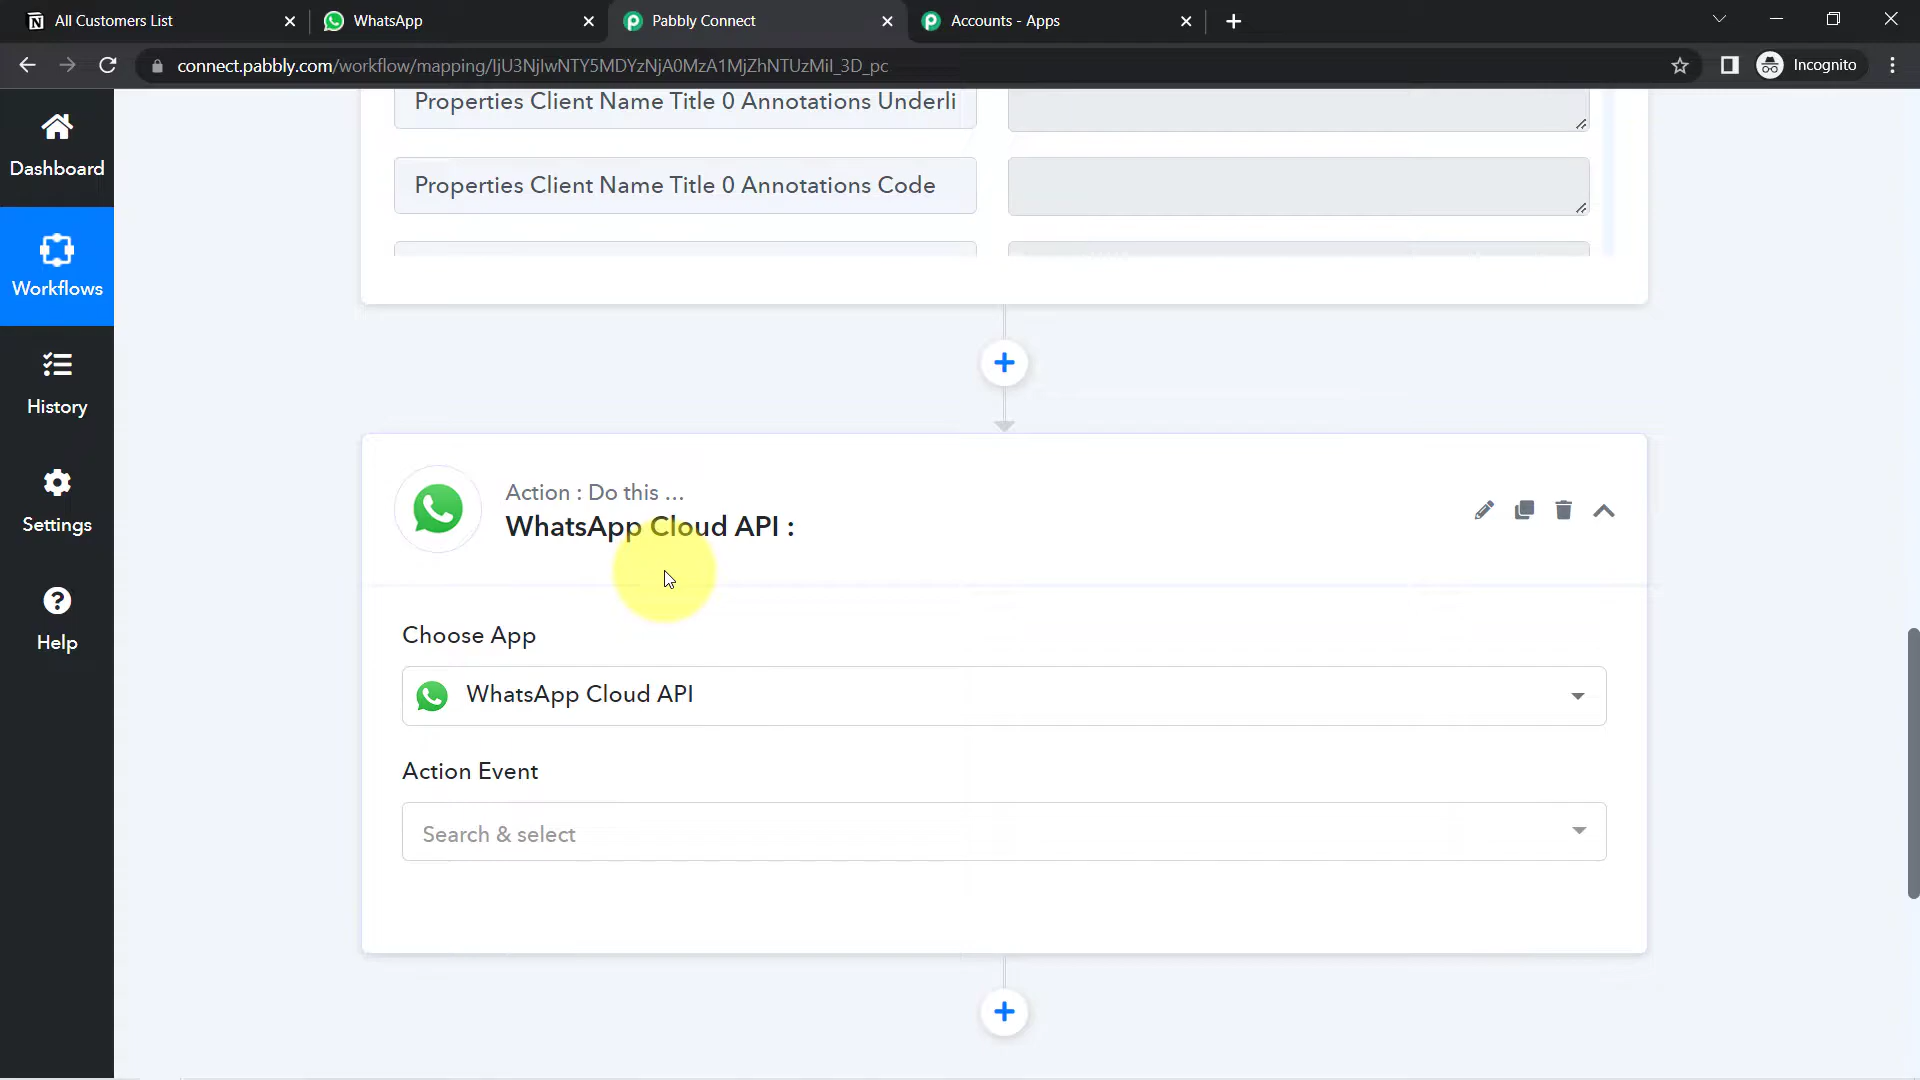 All Customers List
WhatsApp
Pabbly Connect
Accounts - Apps
connect.pabbly.com/workflow/mapping/IjU3NjIwNTY5MDYzNjA0MzA1MjZhNTUzMiI_3D_pc
Incognito
Dashboard
Workflows
History
Settings
Help
Properties Client Name Title 0 Annotations Underli
Properties Client Name Title 0 Annotations Code
Action : Do this ...
WhatsApp Cloud API :
Choose App
WhatsApp Cloud API
Action Event
Search & select